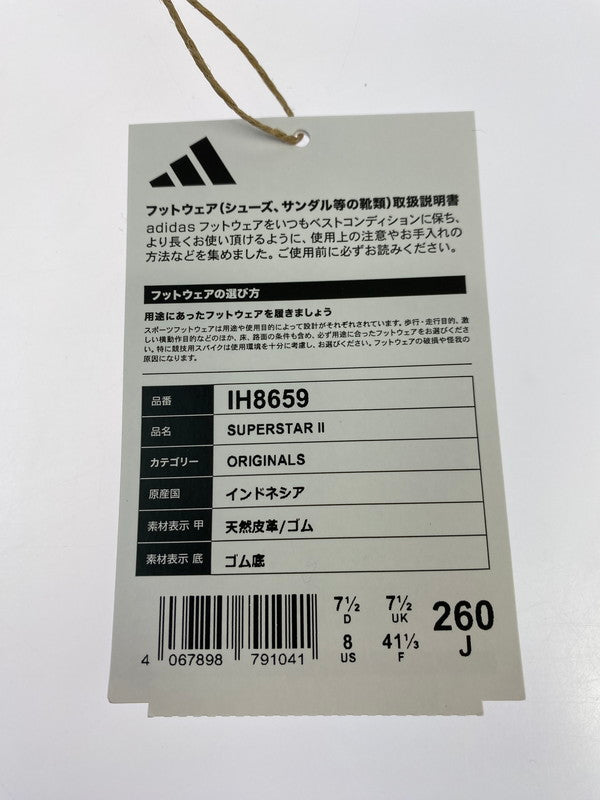 フットウェア(シューズ、サンダル等の靴類)取扱説明書
adidas フットウェアをいつもベストコンディションに保ち、
より長くお使い頂けるように、使用上の注意やお手入れの
方法などを集めました。ご使用前に必ずお読みください。
フットウェアの選び方
用途にあったフットウェアを履きましょう
スポーツフットウェアは用途や使用目的によって設計がそれぞれされています。歩行・走行目的、激
しい横動作目的などのほか、床、路面の条件も含め、必ず用途に合ったフットウェアをお選びくださ
い。特に競技用スパイクは使用環境を十分に考慮し、お選びください。フットウェアの破損や怪我の
原因になります。
品番 IH8659
品名 SUPERSTAR II
カテゴリー ORIGINALS
原産国 インドネシア
素材表示 甲 天然皮革/ゴム
素材表示 底 ゴム底
7½ 7½ 260
D UK J
8 41⅓
US F
4 067898 791041